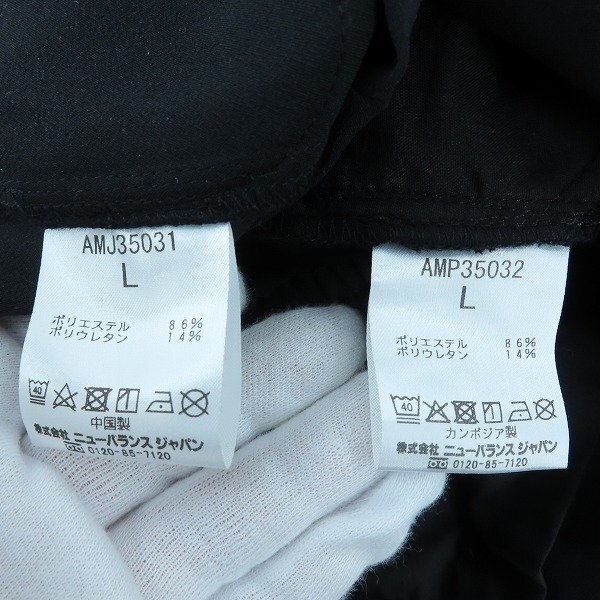 AMJ35031
L
ポリエステル 86%
ポリウレタン 14%
40
中国製
株式会社 ニューバランス ジャパン
0120-85-7120
AMP35032
L
ポリエステル 86%
ポリウレタン 14%
40
カンボジア製
株式会社 ニューバランス ジャパン
0120-85-7120